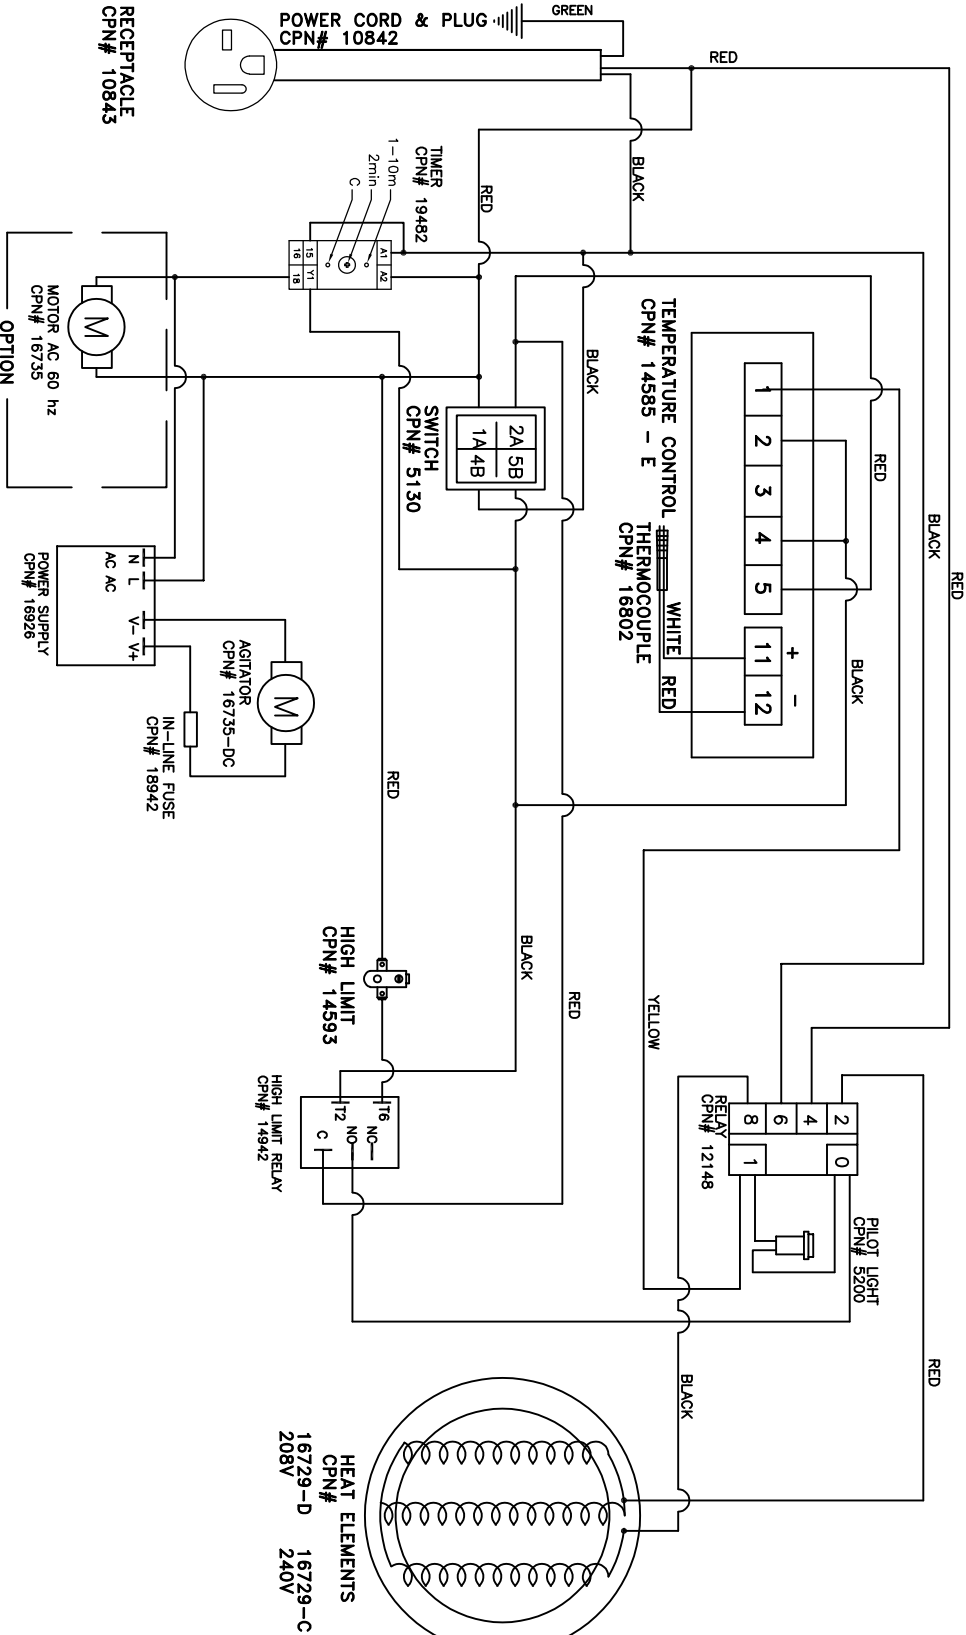 POWER CORD & PLUG
CPN# 10842
GREEN
RED
RECEPTACLE
CPN# 10843
BLACK
RED
TIMER
CPN# 19482
1-10m
2min
C
A1 A2
15 Y1
16 18
MOTOR AC 60 hz
CPN# 16735
M
OPTION
TEMPERATURE CONTROL
CPN# 14585 - E
1
2
3
4
5
11
12
+
-
THERMOCOUPLE
CPN# 16802
WHITE
RED
BLACK
RED
BLACK
RED
BLACK
SWITCH
CPN# 5130
2A 5B
1A 4B
N L V- V+
AC AC
POWER SUPPLY
CPN# 16926
AGITATOR
CPN# 16735-DC
M
IN-LINE FUSE
CPN# 18942
RED
BLACK
RED
YELLOW
HIGH LIMIT
CPN# 14593
HIGH LIMIT RELAY
CPN# 14942
T6
T2
NC
NO
C
RELAY
CPN# 12148
2
4
6
8
0
1
PILOT LIGHT
CPN# 5200
RED
BLACK
HEAT ELEMENTS
CPN#
16729-D 16729-C
208V 240V